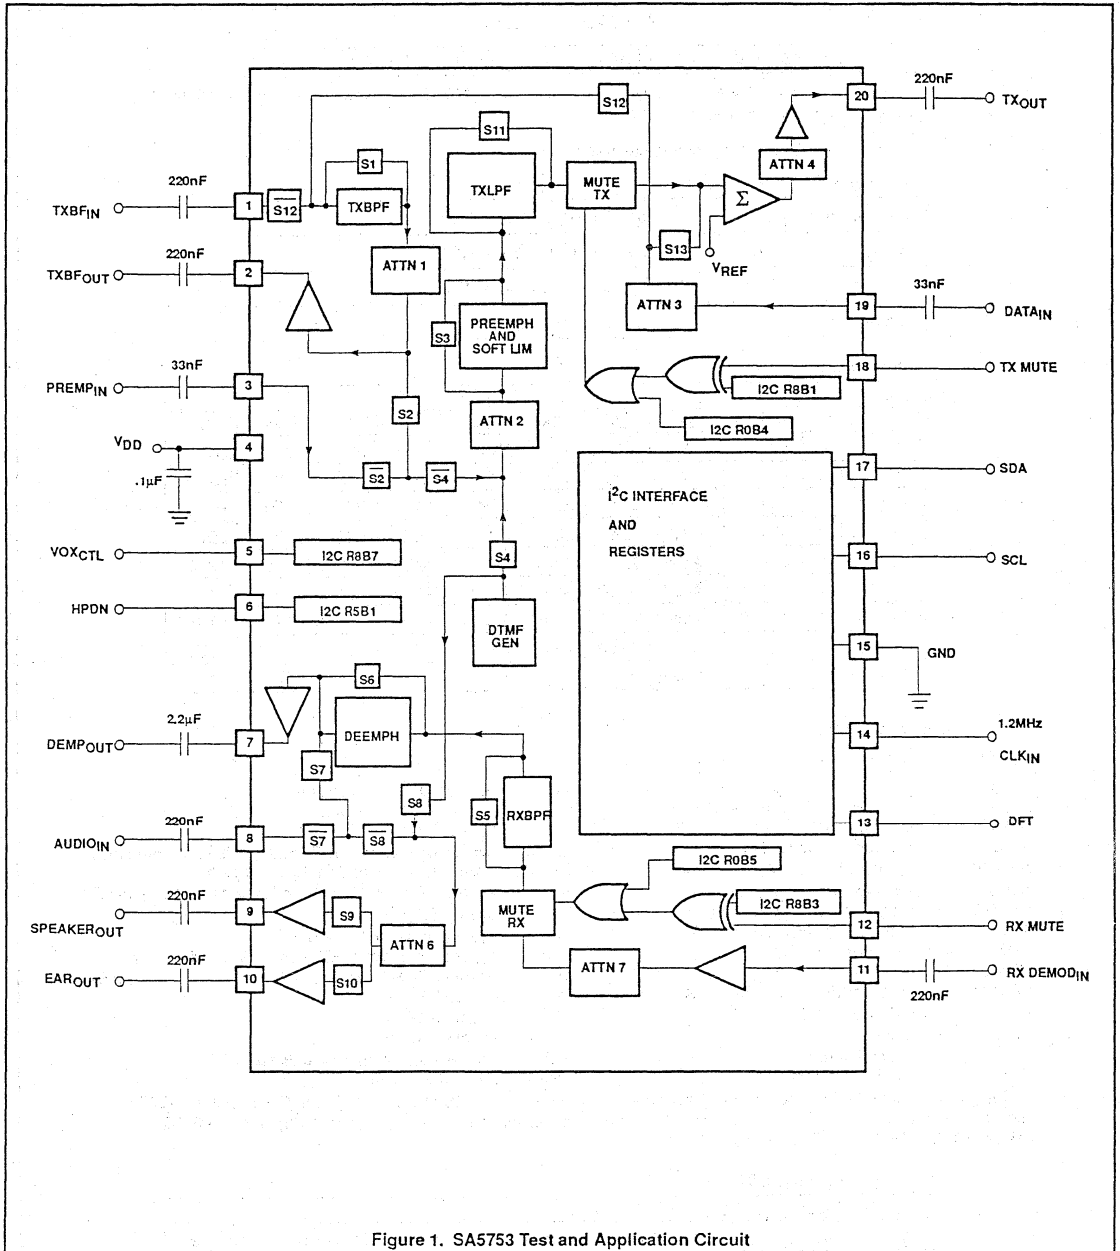 220nF
20
TXOUT
S12
S11
S1
ATTN 4
220nF
TXBFIN
1
S12
TXBPF
TXLPF
MUTE
TX
Σ
S13
VREF
220nF
TXBFOUT
2
ATTN 1
ATTN 3
19
33nF
DATAIN
S3
PREEMPH
AND
SOFT LIM
33nF
PREMPIN
3
18
TX MUTE
I2C R8B1
S2
ATTN 2
I2C R0B4
VDD
4
.1µF
S2
S4
I2C INTERFACE
AND
REGISTERS
17
SDA
VOXCTL
5
I2C R8B7
S4
16
SCL
HPDN
6
I2C R5B1
DTMF
GEN
15
GND
S6
2.2µF
DEMPOUT
7
DEEMPH
14
1.2MHz
CLKIN
S7
S8
S5
RXBPF
220nF
AUDIOIN
8
S7
S8
13
DFT
I2C R0B5
220nF
SPEAKEROUT
9
S9
MUTE
RX
I2C R8B3
12
RX MUTE
ATTN 6
220nF
EAROUT
10
S10
ATTN 7
11
220nF
RX DEMODIN
Figure 1. SA5753 Test and Application Circuit